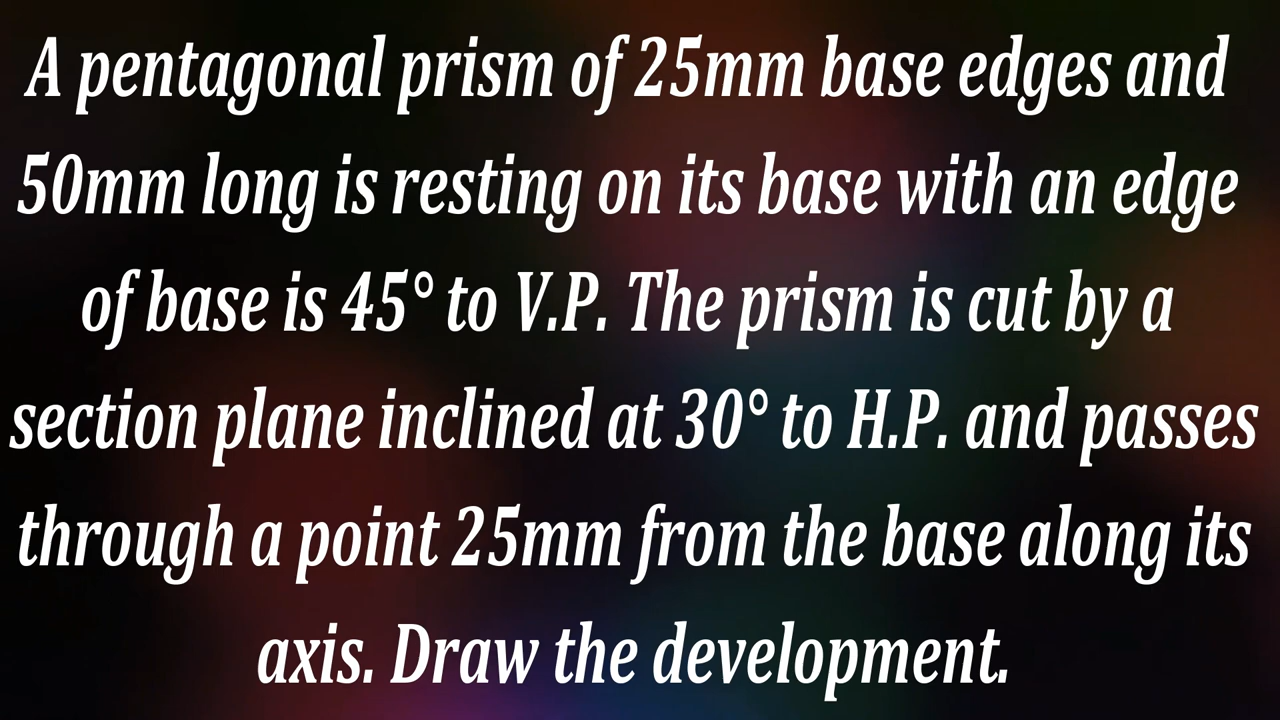 A pentagonal prism of 25mm base edges and
50mm long is resting on its base with an edge
of base is 45° to V.P. The prism is cut by a
section plane inclined at 30° to H.P. and passes
through a point 25mm from the base along its
axis. Draw the development.